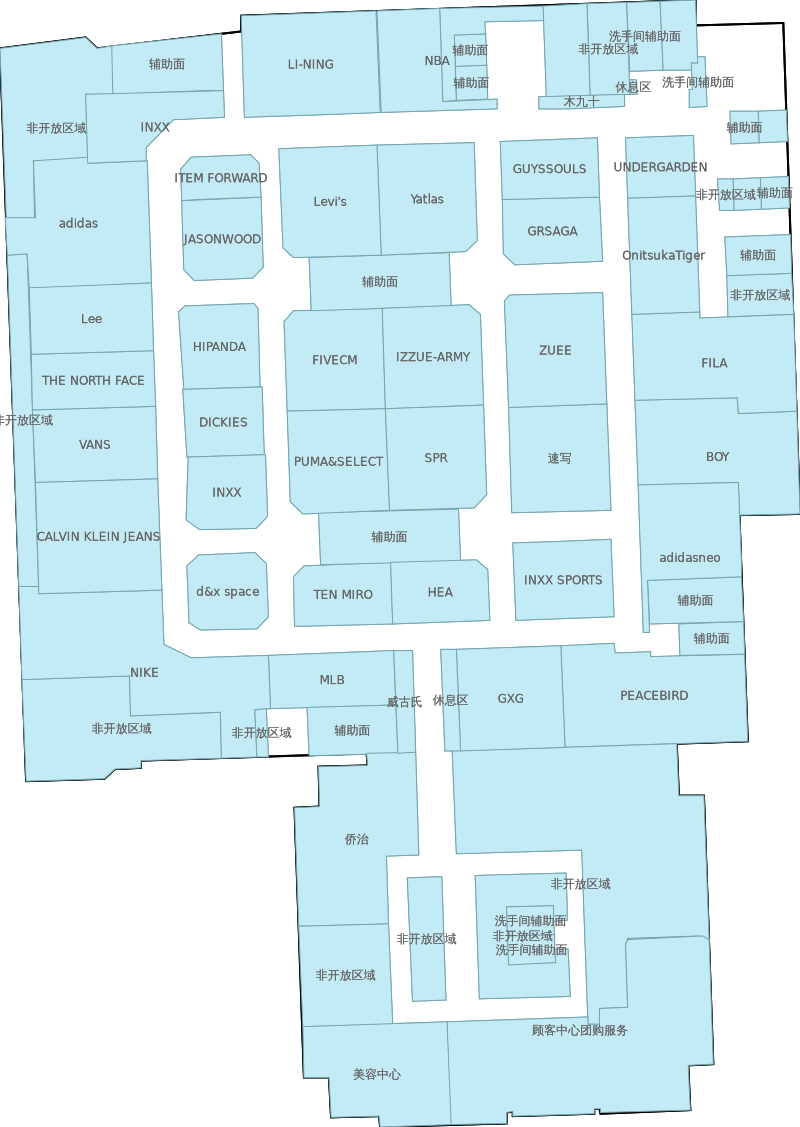 洗手间辅助面
非开放区域
辅助面
辅助面
LI-NING
NBA
辅助面
休息区
洗手间辅助面
木九十
非开放区域
INXX
辅助面
GUYSSOULS
UNDERGARDEN
ITEM FORWARD
非开放区域
辅助面
Levi's
Yatlas
adidas
GRSAGA
JASONWOOD
OnitsukaTiger
辅助面
辅助面
非开放区域
Lee
HIPANDA
FIVECM
IZZUE-ARMY
ZUEE
FILA
THE NORTH FACE
非开放区域
DICKIES
VANS
PUMA&SELECT
SPR
速写
BOY
INXX
CALVIN KLEIN JEANS
辅助面
adidasneo
d&x space
TEN MIRO
HEA
INXX SPORTS
辅助面
辅助面
NIKE
MLB
威古氏
休息区
GXG
PEACEBIRD
非开放区域
非开放区域
辅助面
侨治
非开放区域
洗手间辅助面
非开放区域
非开放区域
洗手间辅助面
非开放区域
顾客中心团购服务
美容中心